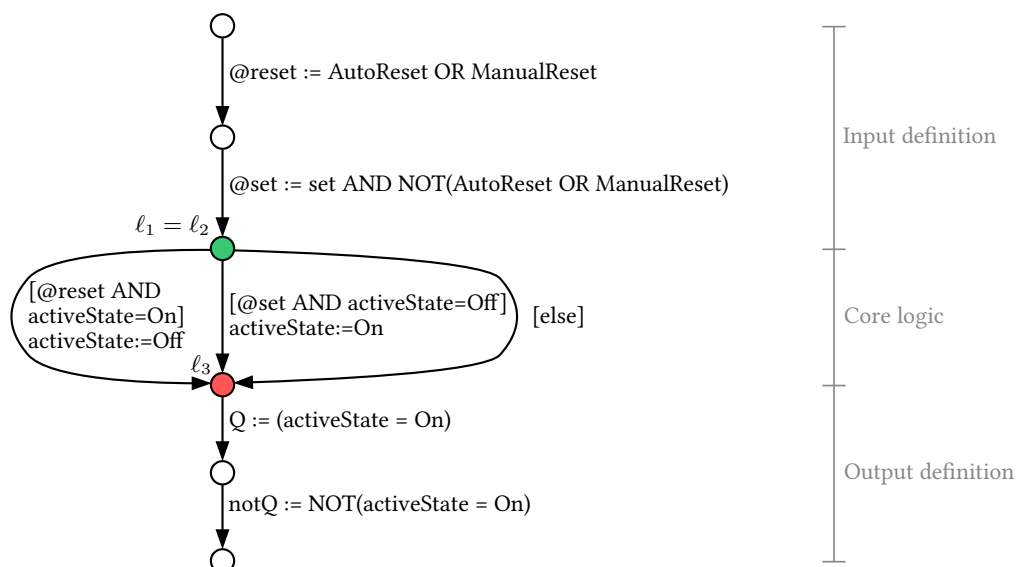 @reset := AutoReset OR ManualReset
Input definition
@set := set AND NOT(AutoReset OR ManualReset)
ℓ₁ = ℓ₂
[@reset AND
activeState=On]
activeState:=Off
[@set AND activeState=Off]
activeState:=On
[else]
Core logic
ℓ₃
Q := (activeState = On)
Output definition
notQ := NOT(activeState = On)